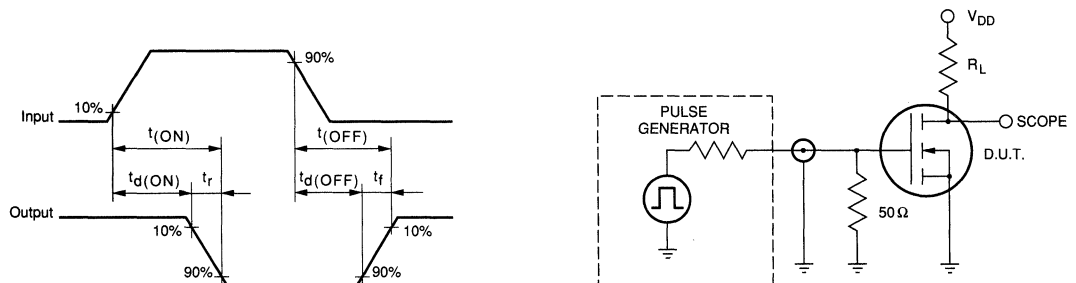 90%
10%
Input
t(ON)
t(OFF)
td(ON)
tr
td(OFF)
tf
Output
10%
10%
90%
90%
VDD
RL
PULSE
GENERATOR
SCOPE
D.U.T.
50Ω